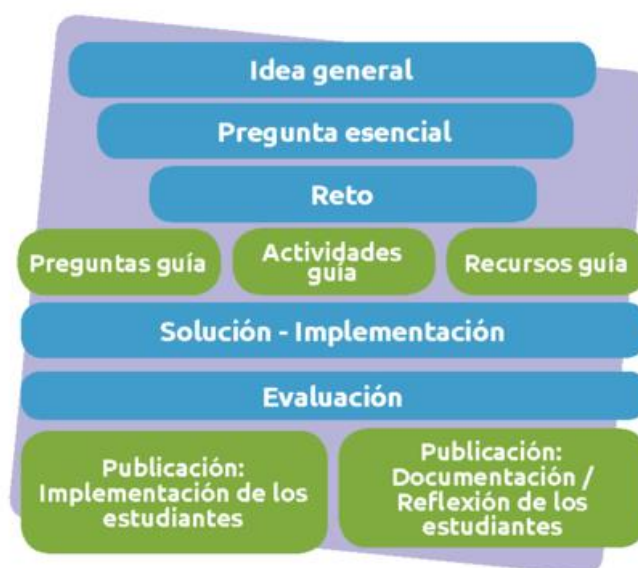 Idea general
Pregunta esencial
Reto
Preguntas guía
Actividades
guía
Recursos guía
Solución - Implementación
Evaluación
Publicación:
Implementación de los
estudiantes
Publicación:
Documentación /
Reflexión de los
estudiantes